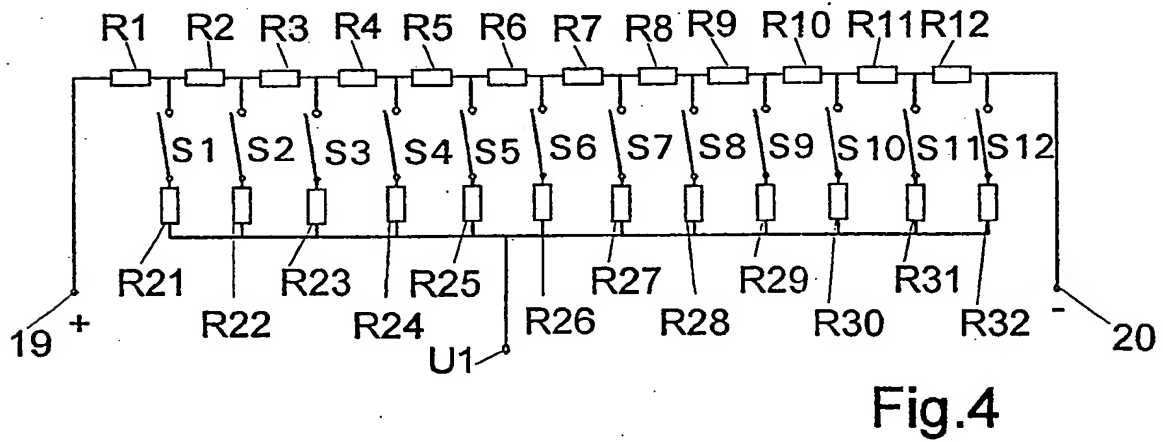 R1 R2 R3 R4 R5 R6 R7 R8 R9 R10 R11 R12
S1 S2 S3 S4 S5 S6 S7 S8 S9 S10 S11 S12
R21 R23 R25 R27 R29 R31
19 + R22 R24 R26 R28 R30 R32 - 20
U1
Fig.4